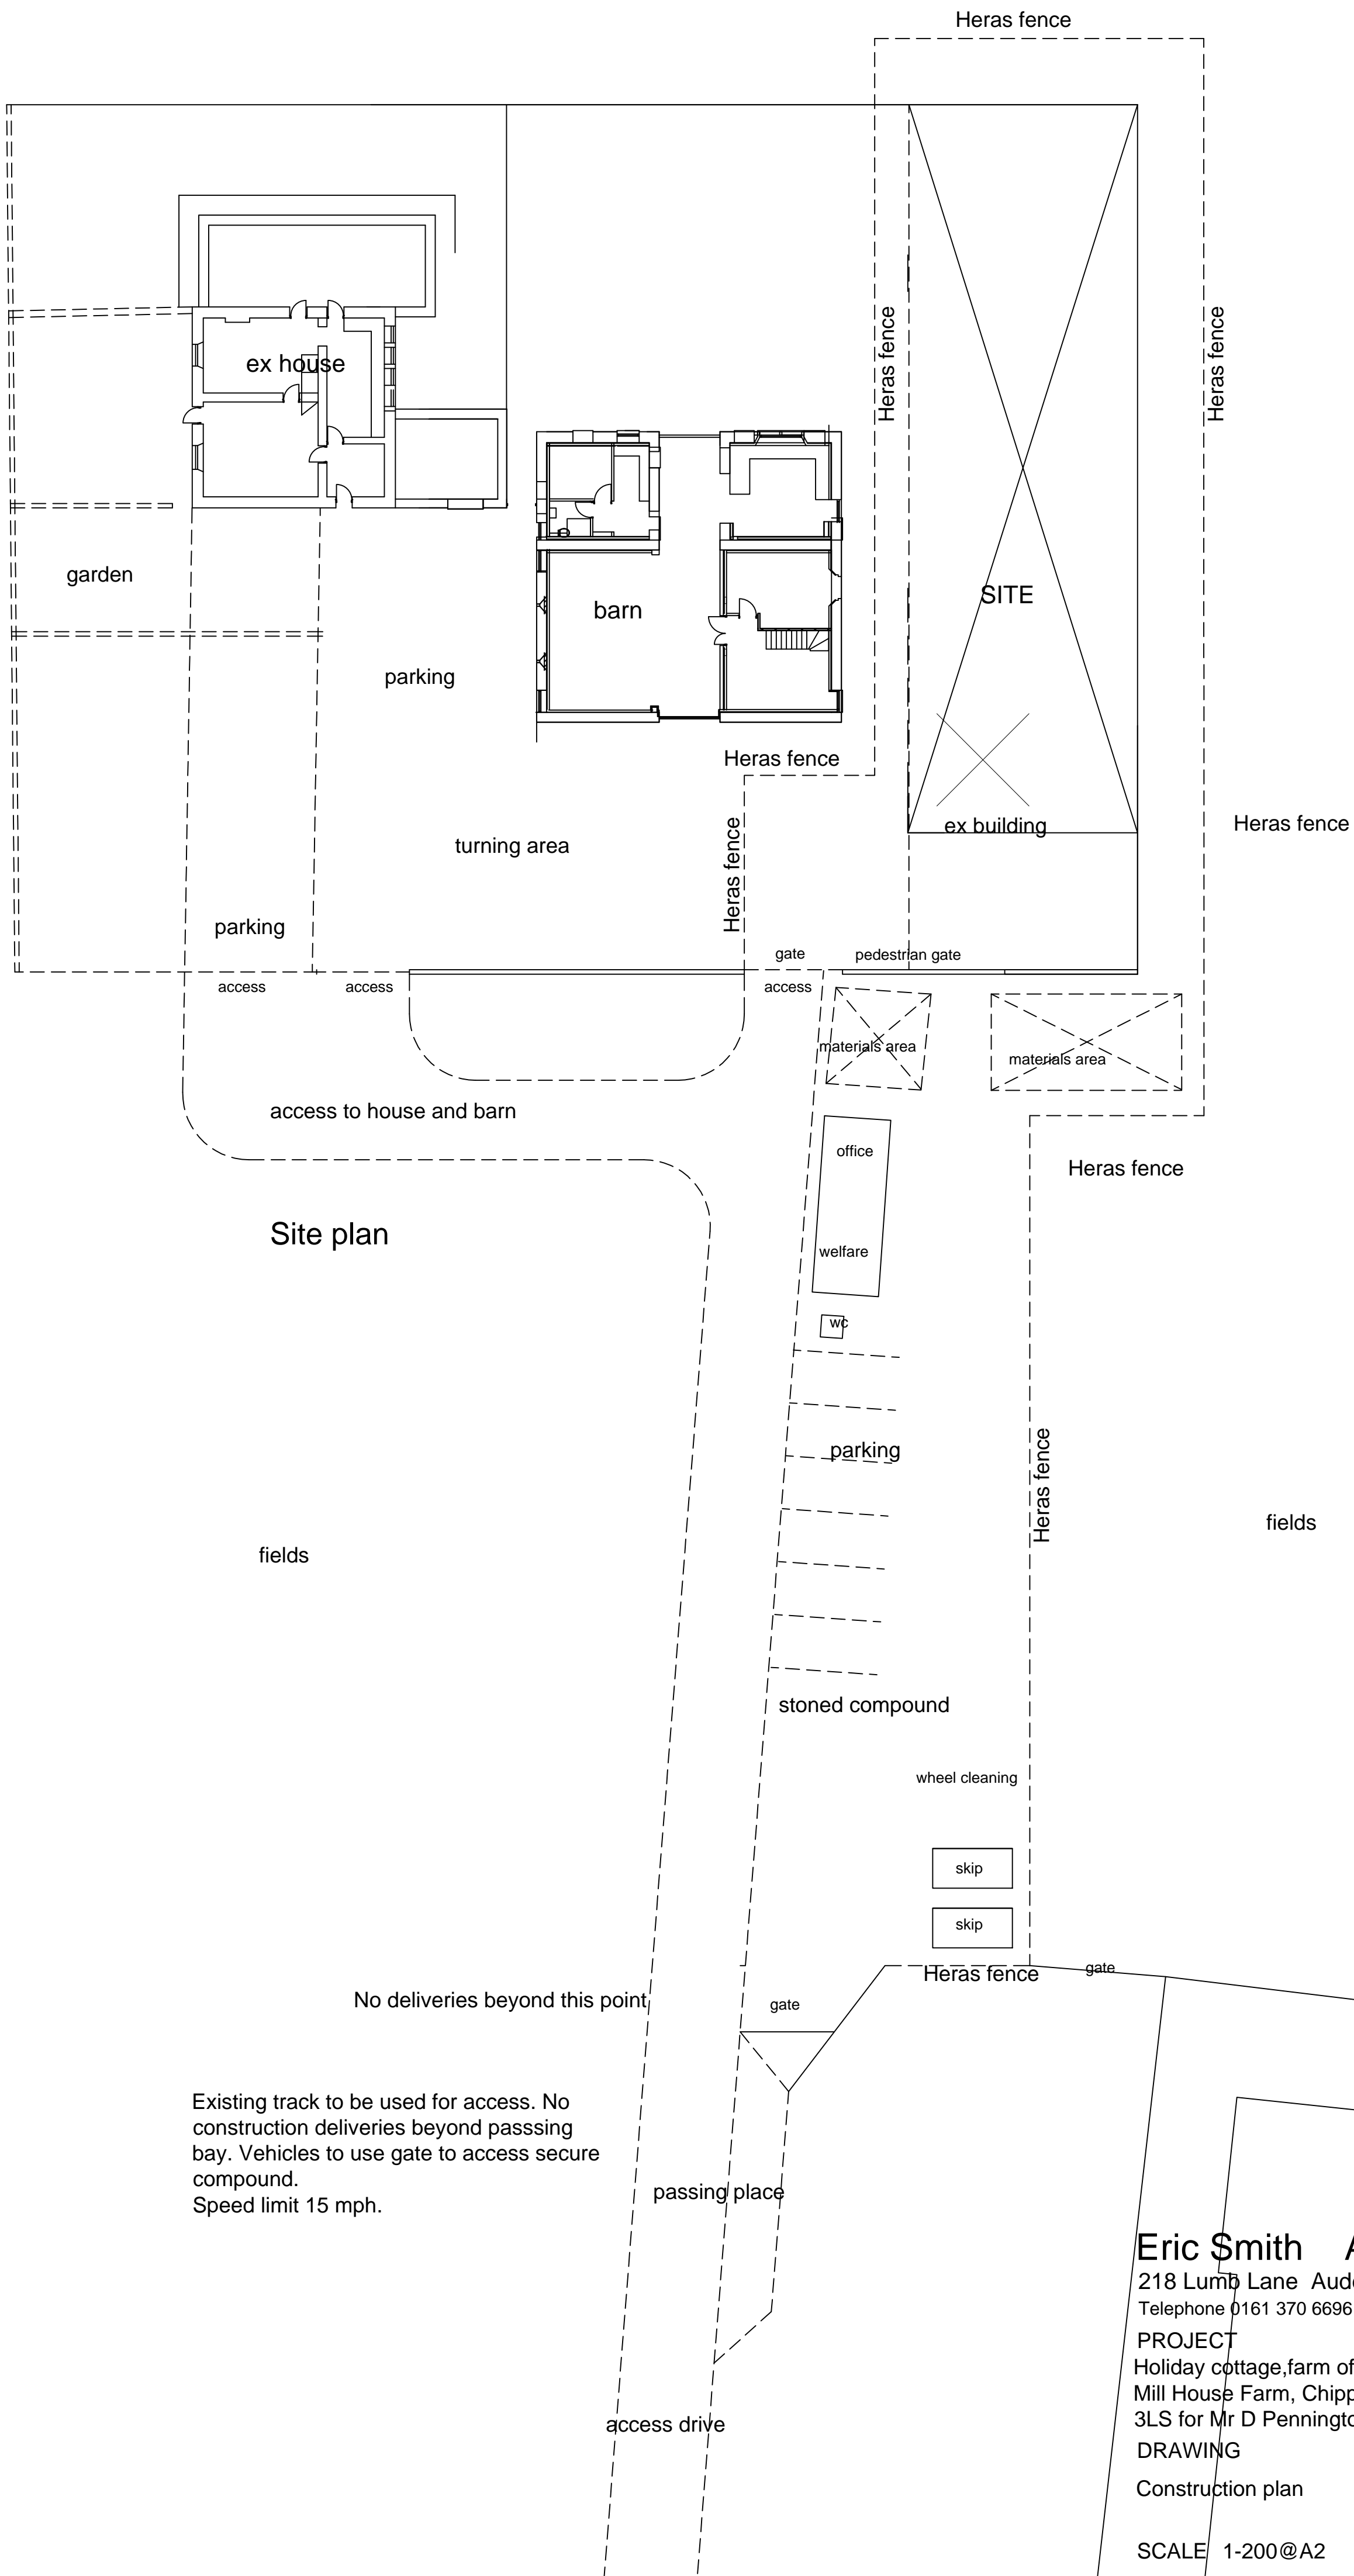 Heras fence
Heras fence
Heras fence
ex house
garden
barn
SITE
parking
Heras fence
ex building
Heras fence
turning area
Heras fence
parking
gate
pedestrian gate
access
access
access
materials area
materials area
access to house and barn
office
Heras fence
Site plan
welfare
wc
parking
Heras fence
fields
fields
stoned compound
wheel cleaning
skip
skip
Heras fence
gate
No deliveries beyond this point
gate
Existing track to be used for access. No
construction deliveries beyond passsing
bay. Vehicles to use gate to access secure
compound.
Speed limit 15 mph.
passing place
access drive
Eric Smith
218 Lumb Lane
Telephone 0161 370 6696
PROJECT
Holiday cottage,farm of
Mill House Farm, Chipp
3LS for Mr D Penningto
DRAWING
Construction plan
SCALE 1-200@A2